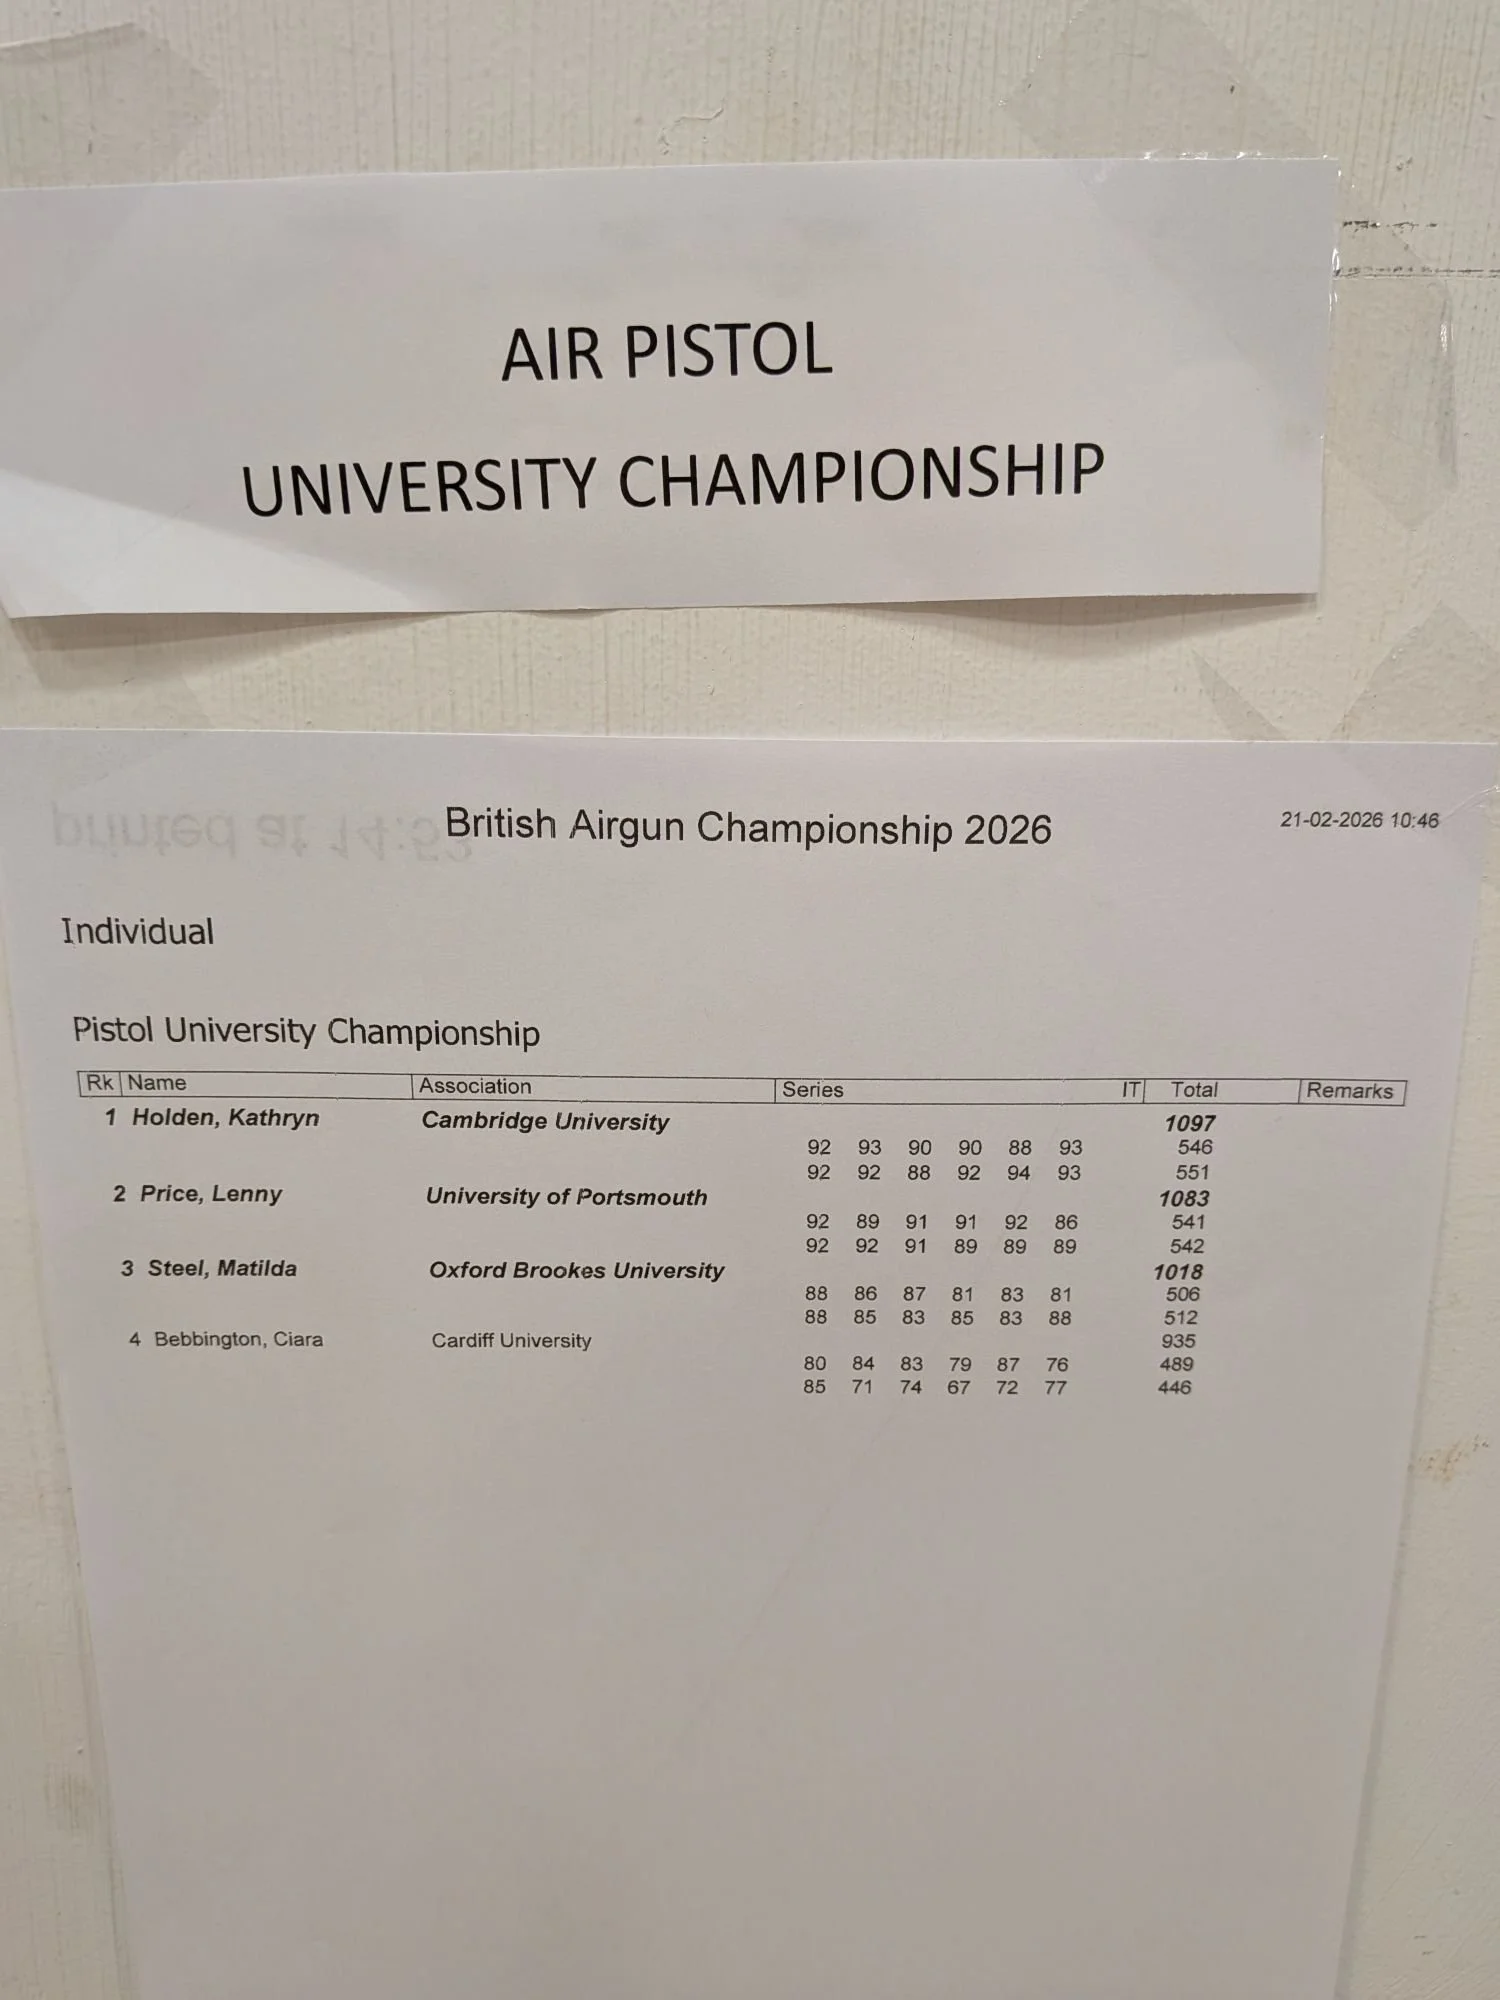 AIR PISTOL
UNIVERSITY CHAMPIONSHIP
printed at 14:53
British Airgun Championship 2026 21-02-2026 10:46
Individual
Pistol University Championship
Rk Name Association Series IT Total Remarks
1 Holden, Kathryn Cambridge University 1097
92 93 90 90 88 93 546
92 92 88 92 94 93 551
2 Price, Lenny University of Portsmouth 1083
92 89 91 91 92 86 541
92 92 91 89 89 89 542
3 Steel, Matilda Oxford Brookes University 1018
88 86 87 81 83 81 506
88 85 83 85 83 88 512
4 Bebbington, Ciara Cardiff University 935
80 84 83 79 87 76 489
85 71 74 67 72 77 446